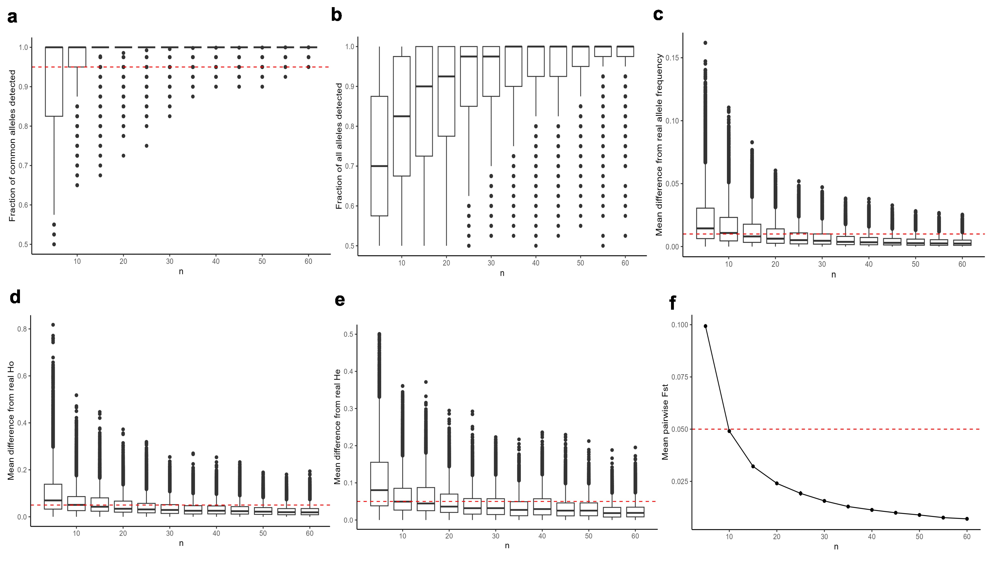 a
b
c
Fraction of common alleles detected
1.0
0.9
0.8
0.7
0.6
0.5
10 20 30 40 50 60
n
Fraction of all alleles detected
1.0
0.9
0.8
0.7
0.6
0.5
10 20 30 40 50 60
n
Mean difference from real allele frequency
0.15
0.10
0.05
0.00
10 20 30 40 50 60
n
d
e
f
Mean difference from real Ho
0.8
0.6
0.4
0.2
0.0
10 20 30 40 50 60
n
Mean difference from real He
0.5
0.4
0.3
0.2
0.1
0.0
10 20 30 40 50 60
n
Mean pairwise Fst
0.100
0.075
0.050
0.025
10 20 30 40 50 60
n